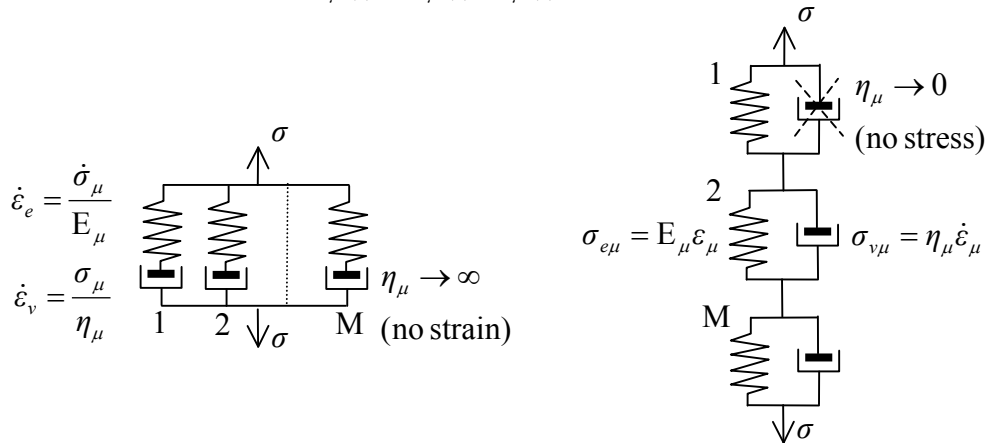 σ
ε̇_e = σ̇_μ / E_μ
ε̇_v = σ_μ / η_μ
1 2 M
η_μ → ∞
(no strain)
σ
σ
1
η_μ → 0
(no stress)
2
σ_eμ = E_μ ε_μ
σ_vμ = η_μ ε̇_μ
M
σ